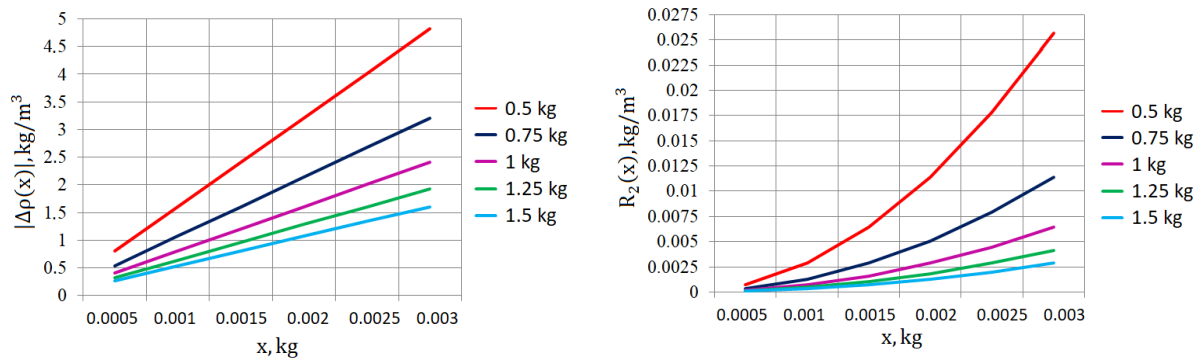 5
4.5
4
3.5
3
2.5
2
1.5
1
0.5
0
|Δρ(x)|, kg/m³
0.0005 0.001 0.0015 0.002 0.0025 0.003
x, kg
0.5 kg
0.75 kg
1 kg
1.25 kg
1.5 kg
0.0275
0.025
0.0225
0.02
0.0175
0.015
0.0125
0.01
0.0075
0.005
0.0025
0
R₂(x), kg/m³
0.0005 0.001 0.0015 0.002 0.0025 0.003
x, kg
0.5 kg
0.75 kg
1 kg
1.25 kg
1.5 kg